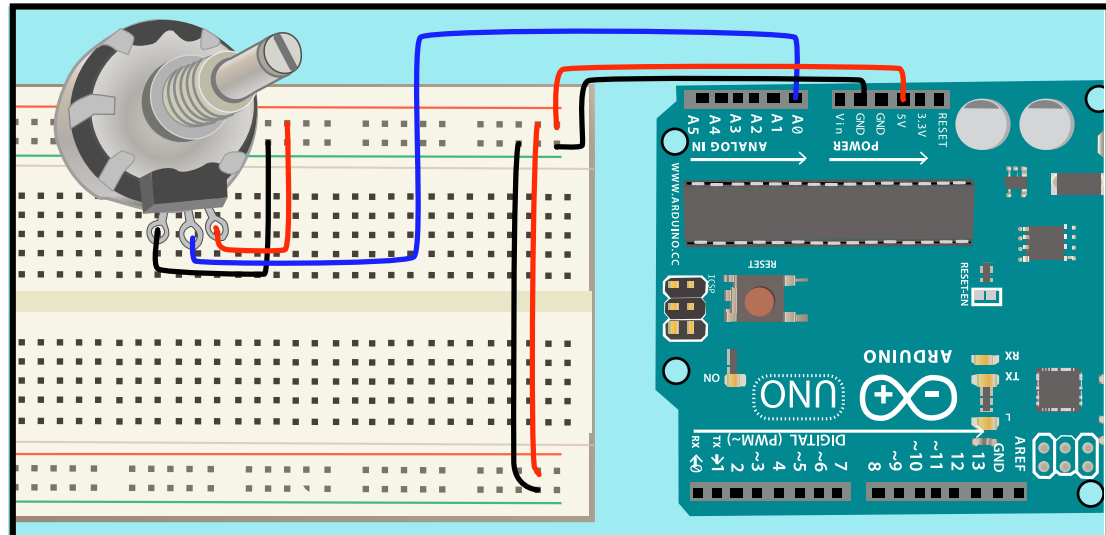 A5 A4 A3 A2 A1 A0
Vin GND GND 5V 3.3V RESET
ANALOG IN
POWER
WWW.ARDUINO.CC
ICSP
RESET
RESET-EN
ON
UNO
ARDUINO
RX
TX
L
DIGITAL (PWM~)
RX TX
0 1 2 ~3 4 ~5 ~6 7
8 ~9 ~10 ~11 12 13 GND AREF